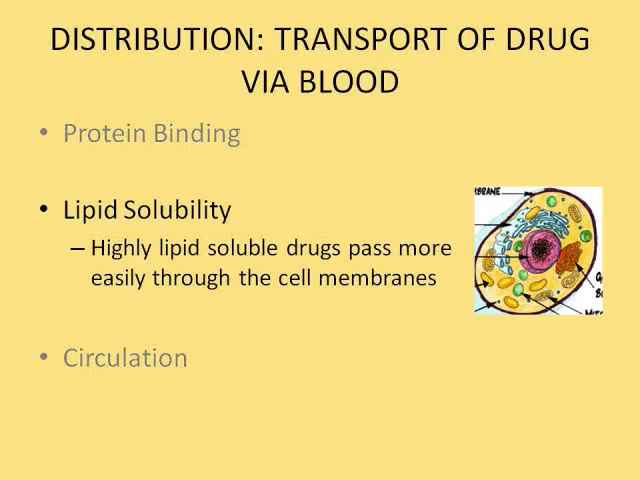 DISTRIBUTION: TRANSPORT OF DRUG
VIA BLOOD
• Protein Binding
• Lipid Solubility
– Highly lipid soluble drugs pass more
easily through the cell membranes
• Circulation